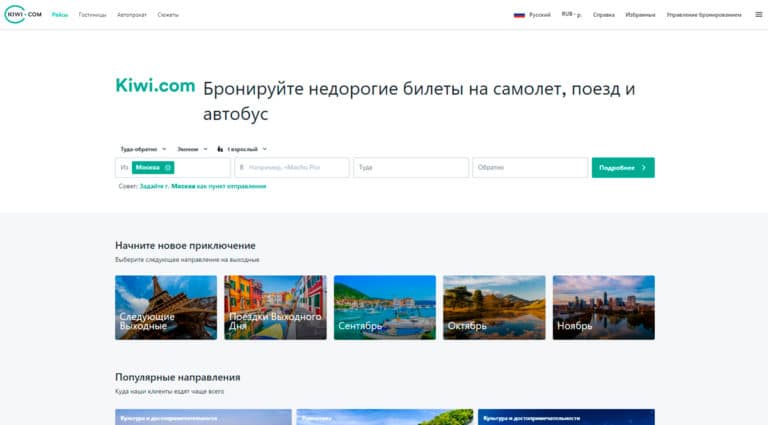 KIWI·COM
Рейсы
Гостиницы
Автопрокат
Сюжеты
Русский
RUB - р.
Справка
Избранные
Управление бронированием
Kiwi.com
Бронируйте недорогие билеты на самолет, поезд и
автобус
Туда-обратно
Эконом
1 взрослый
Из
Москва
В
Например, «Machu Picc
Туда
Обратно
Подробнее
Совет: Задайте г. Москва как пункт отправления
Начните новое приключение
Выберите следующее направление на выходные
Следующие
Выходные
Поездки Выходного
Дня
Сентябрь
Октябрь
Ноябрь
Популярные направления
Куда наши клиенты ездят чаще всего
Культура и достопримечательности
Культура и достопримечательности